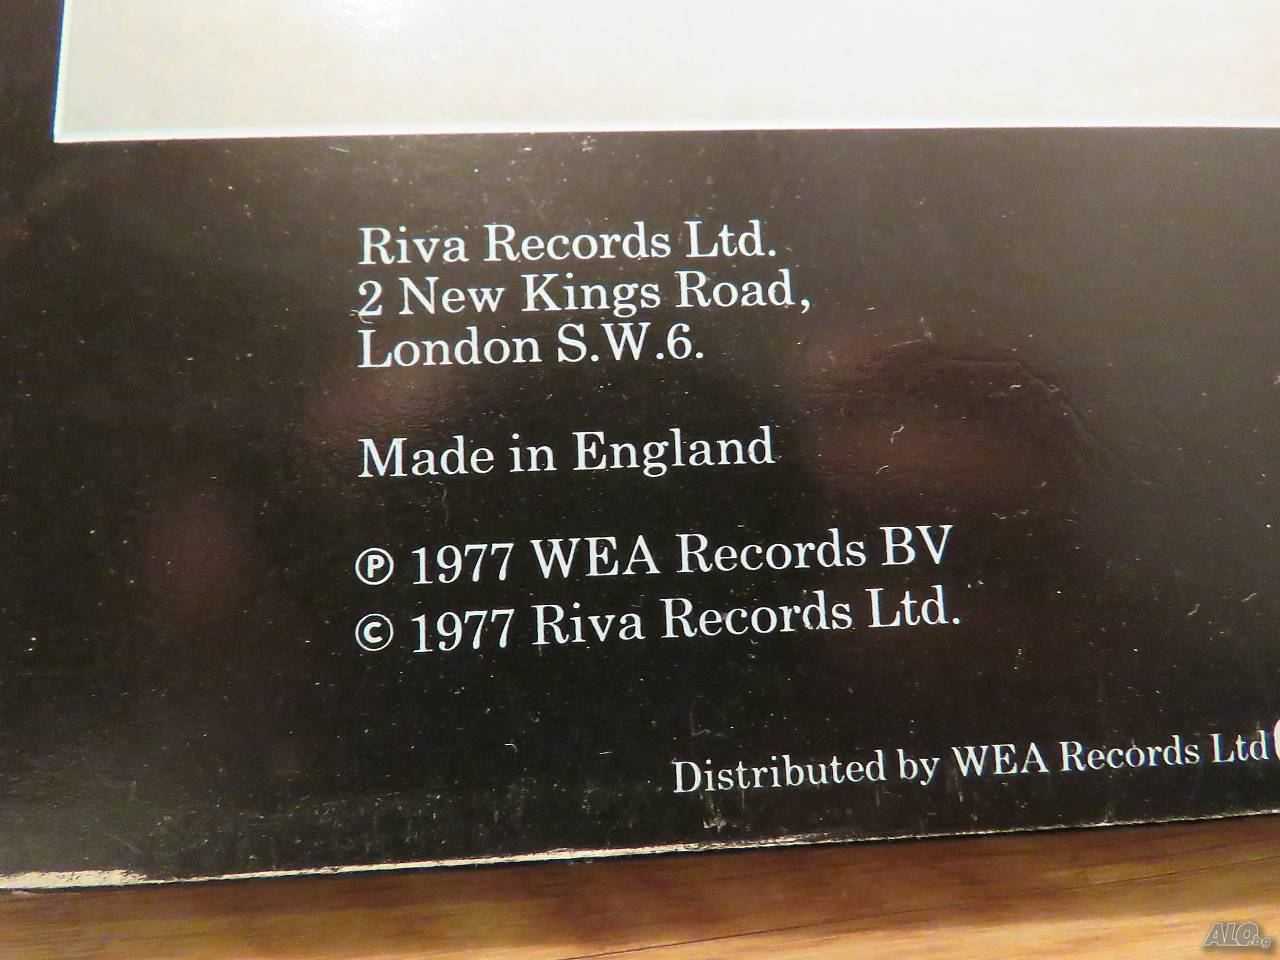 Riva Records Ltd.
2 New Kings Road,
London S.W.6.
Made in England
℗ 1977 WEA Records BV
© 1977 Riva Records Ltd.
Distributed by WEA Records Ltd
ALO.bg